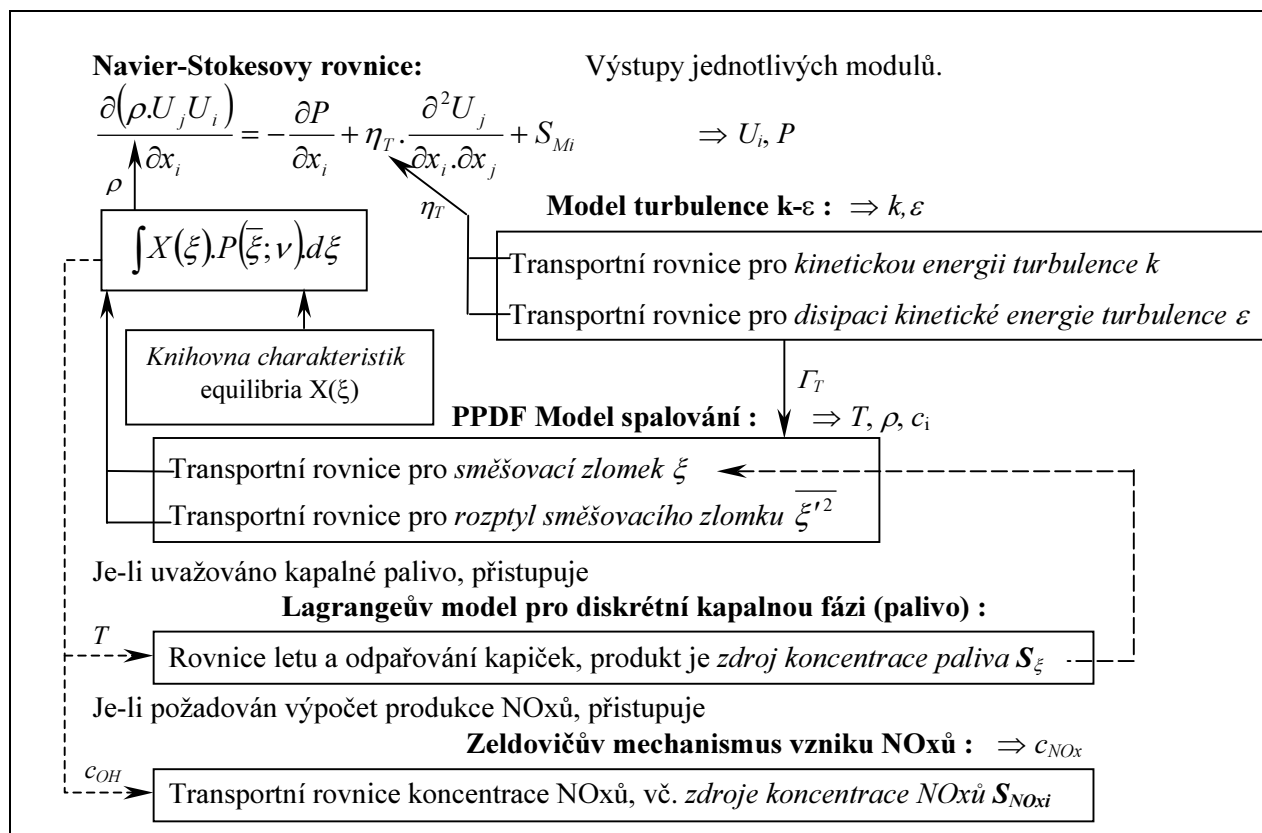 Navier-Stokesovy rovnice: Výstupy jednotlivých modulů.
∂(ρ.U_j U_i)/∂x_i = −∂P/∂x_i + η_T.∂²U_j/∂x_i.∂x_j + S_Mi ⇒ U_i, P
ρ
η_T
Model turbulence k-ε : ⇒ k, ε
∫X(ξ).P(ξ̅;ν).dξ
Transportní rovnice pro kinetickou energii turbulence k
Transportní rovnice pro disipaci kinetické energie turbulence ε
Knihovna charakteristik
equilibria X(ξ)
Γ_T
PPDF Model spalování : ⇒ T, ρ, c_i
Transportní rovnice pro směšovací zlomek ξ
Transportní rovnice pro rozptyl směšovacího zlomku \overline{ξ′²}
Je-li uvažováno kapalné palivo, přistupuje
Lagrangeův model pro diskrétní kapalnou fázi (palivo) :
T
Rovnice letu a odpařování kapiček, produkt je zdroj koncentrace paliva S_ξ
Je-li požadován výpočet produkce NOxů, přistupuje
Zeldovičův mechanismus vzniku NOxů : ⇒ c_NOx
c_OH
Transportní rovnice koncentrace NOxů, vč. zdroje koncentrace NOxů S_NOxi